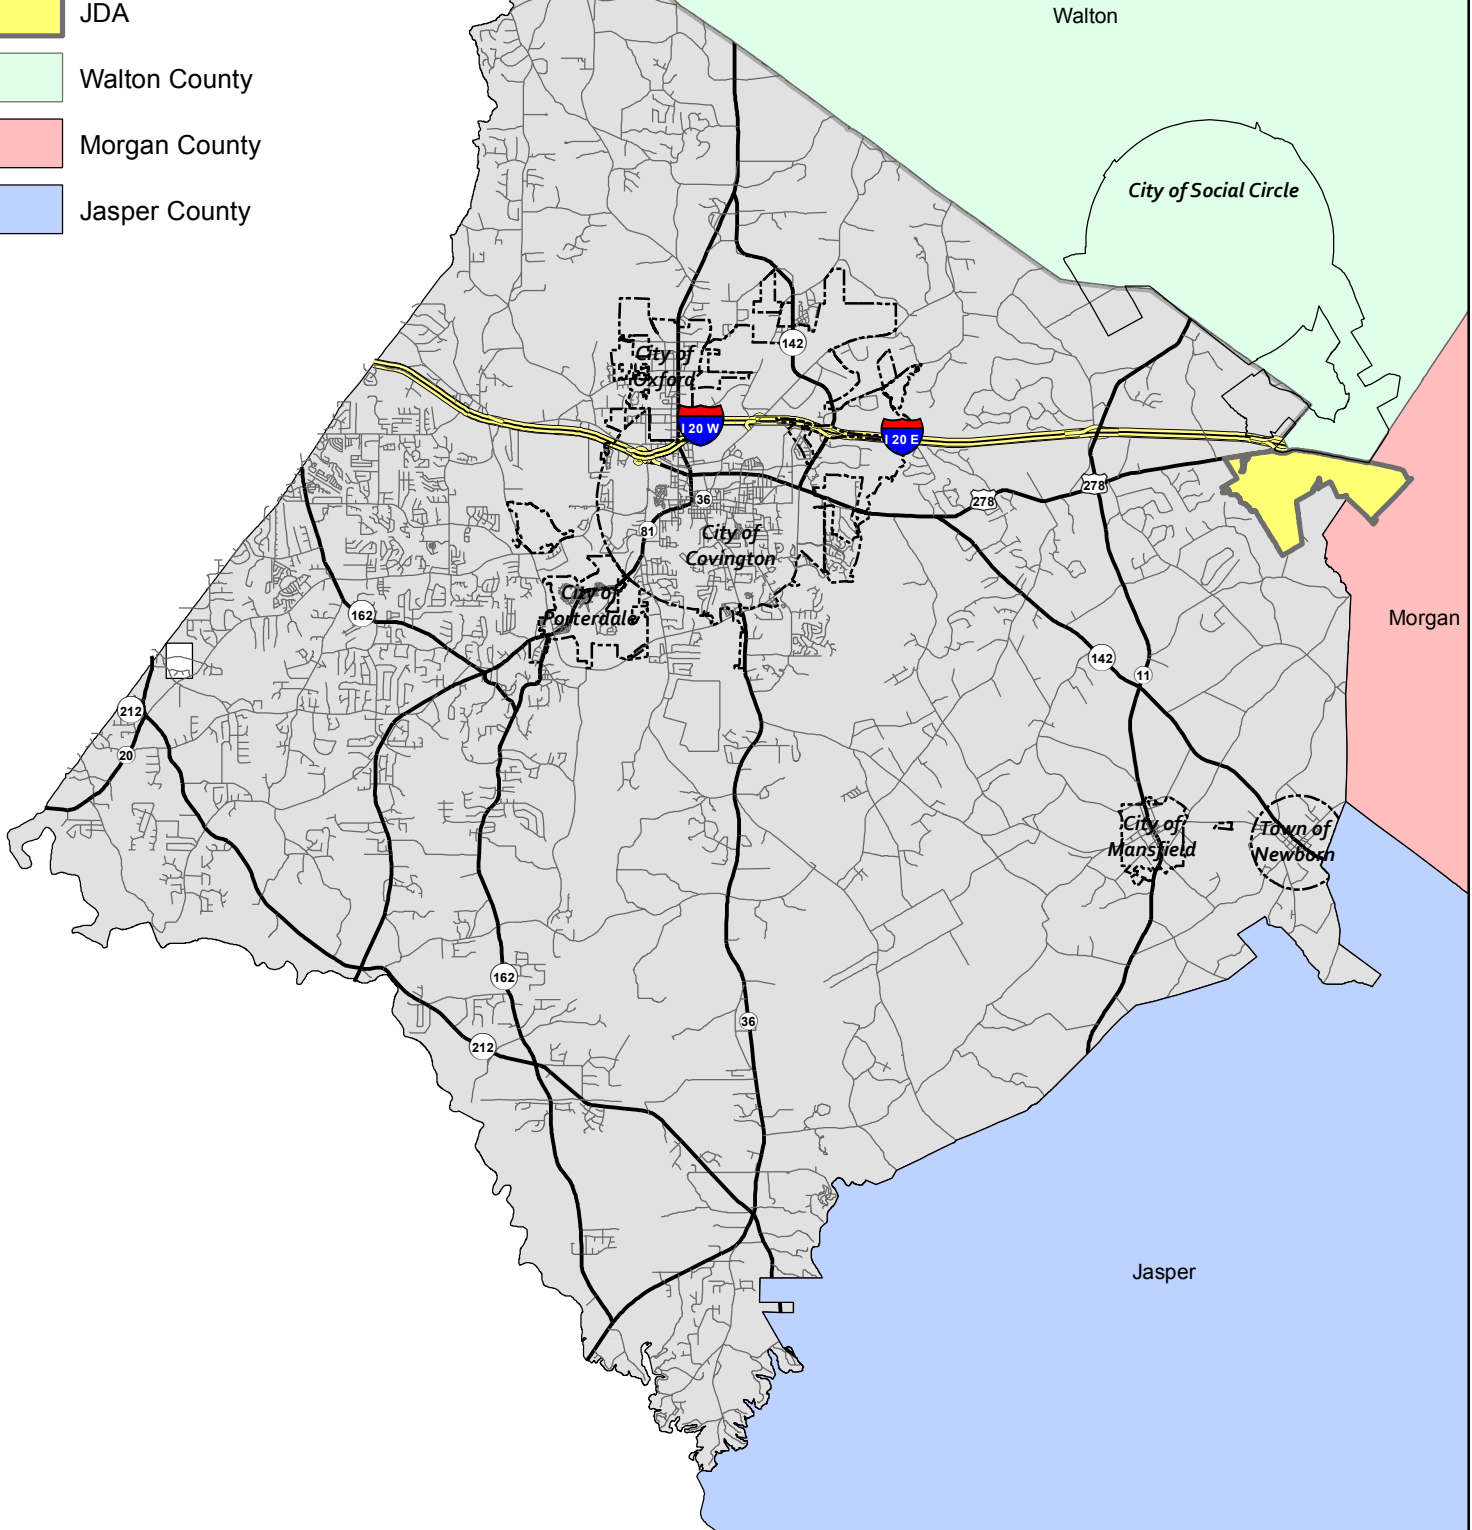 JDA
Walton County
Morgan County
Jasper County
Walton
City of Social Circle
142
City of
Oxford
I 20 W
I 20 E
278
278
36
81
City of
Covington
City of
Porterdale
162
Morgan
142
11
212
20
City of
Mansfield
Town of
Newborn
162
36
212
Jasper